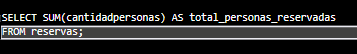 SELECT SUM(cantidadpersonas) AS total_personas_reservadas
FROM reservas;